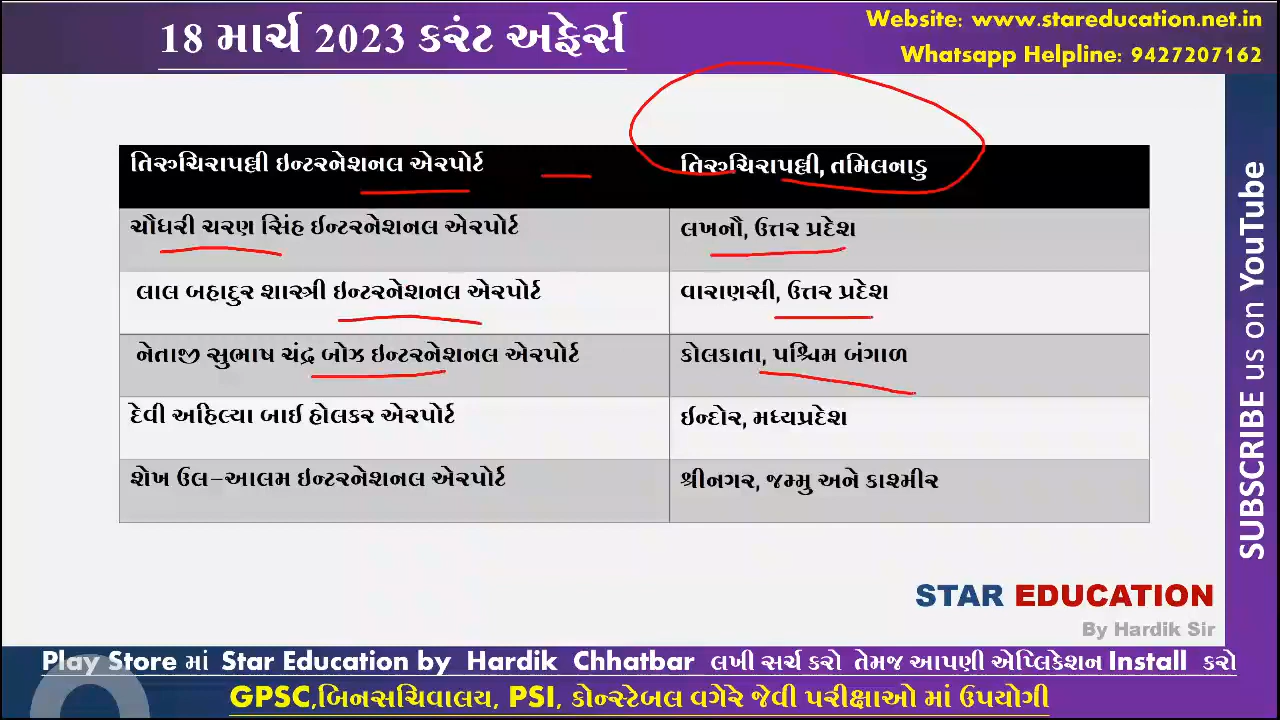 18 માર્ચ 2023 કરંટ અફેર્સ
Website: www.stareducation.net.in
Whatsapp Helpline: 9427207162
તિરુચિરાપલ્લી ઇન્ટરનેશનલ એરપોર્ટ તિરુચિરાપલ્લી, તમિલનાડુ
ચૌધરી ચરણ સિંહ ઇન્ટરનેશનલ એરપોર્ટ લખનૌ, ઉત્તર પ્રદેશ
લાલ બહાદુર શાસ્ત્રી ઇન્ટરનેશનલ એરપોર્ટ વારાણસી, ઉત્તર પ્રદેશ
નેતાજી સુભાષ ચંદ્ર બોઝ ઇન્ટરનેશનલ એરપોર્ટ કોલકાતા, પશ્ચિમ બંગાળ
દેવી અહિલ્યા બાઈ હોલકર એરપોર્ટ ઈન્દોર, મધ્યપ્રદેશ
શેખ ઉલ-આલમ ઇન્ટરનેશનલ એરપોર્ટ શ્રીનગર, જમ્મુ અને કાશ્મીર
SUBSCRIBE us on YouTube
STAR EDUCATION
By Hardik Sir
Play Store માં Star Education by Hardik Chhatbar લખી સર્ચ કરો તેમજ આપણી એપ્લિકેશન Install કરો
GPSC,બિનસચિવાલય, PSI, કોન્સ્ટેબલ વગેરે જેવી પરીક્ષાઓ માં ઉપયોગી